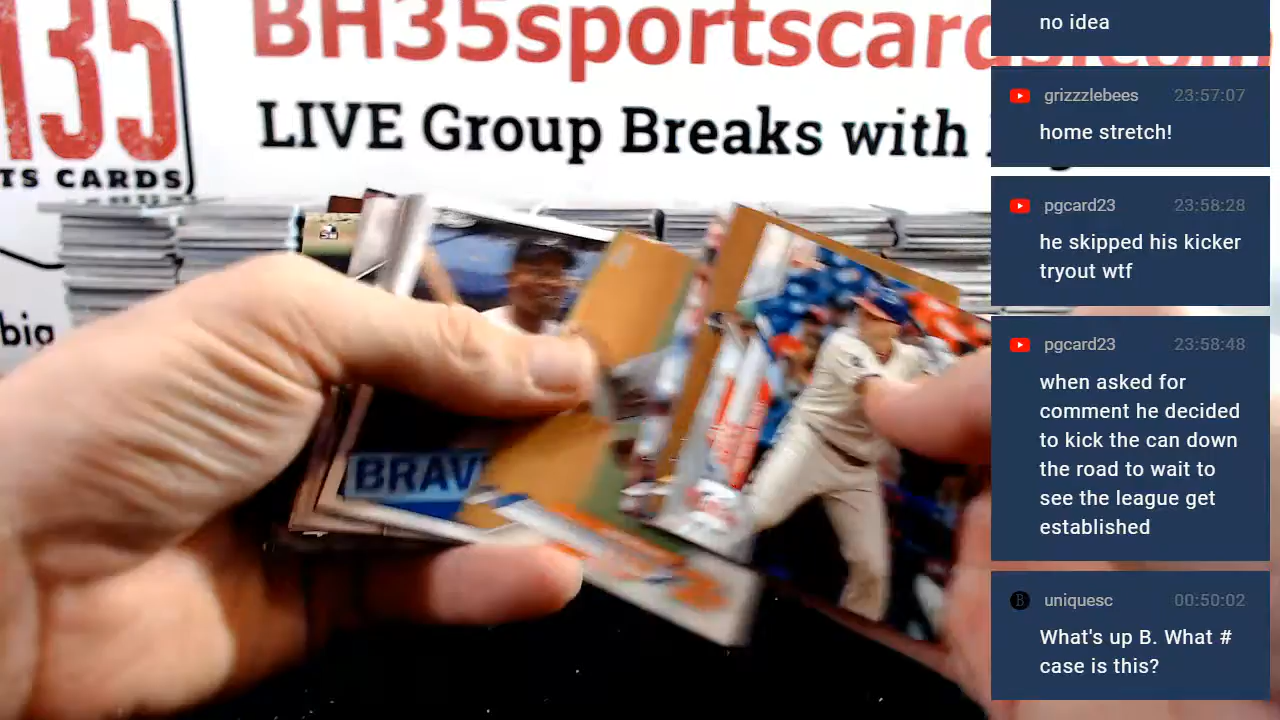 135
TS CARDS
BH35sportscards.com
LIVE Group Breaks with
big
BRAV
no idea
grizzzlebees 23:57:07
home stretch!
pgcard23 23:58:28
he skipped his kicker
tryout wtf
pgcard23 23:58:48
when asked for
comment he decided
to kick the can down
the road to wait to
see the league get
established
B uniquesc 00:50:02
What's up B. What #
case is this?